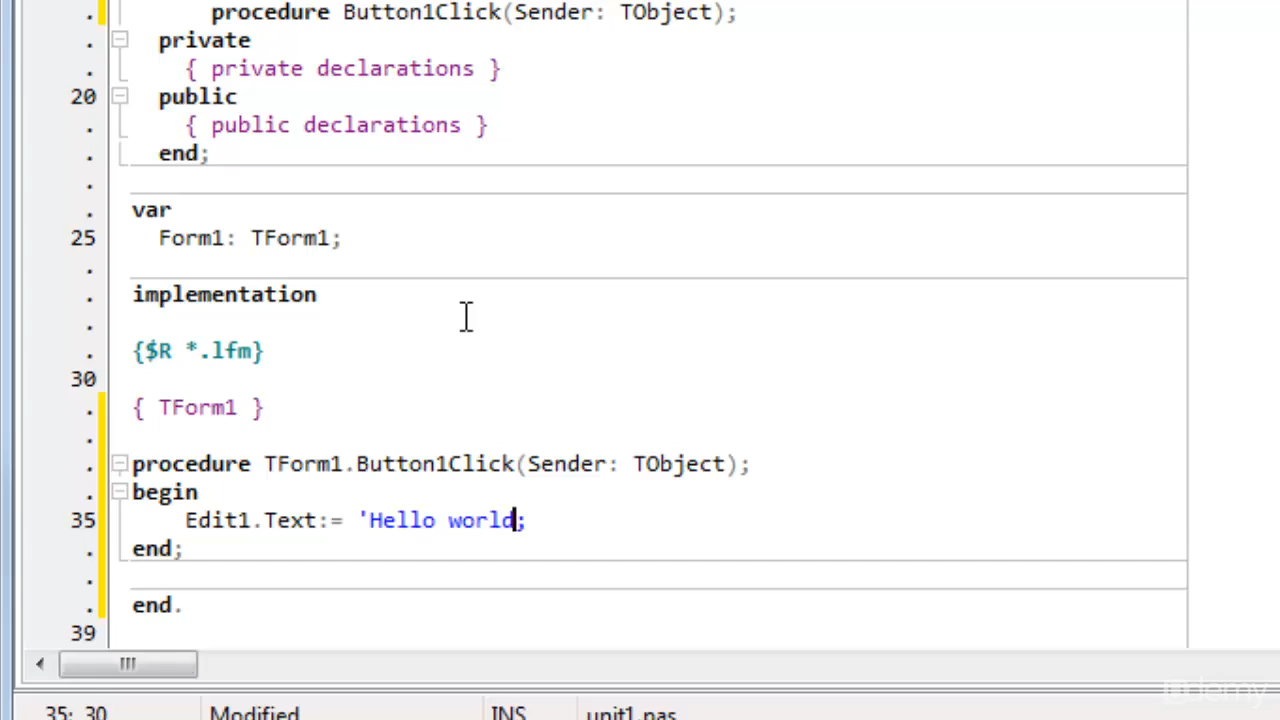 procedure Button1Click(Sender: TObject);
private
{ private declarations }
20 public
{ public declarations }
end;
var
25 Form1: TForm1;
implementation
{$R *.lfm}
30
{ TForm1 }
procedure TForm1.Button1Click(Sender: TObject);
begin
35 Edit1.Text:= 'Hello world;
end;
end.
39
35: 30 Modified INS unit1.pas
udemy